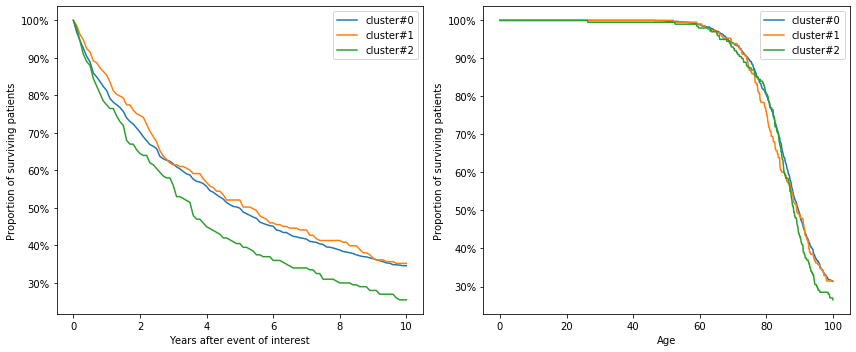 100%
90%
80%
70%
60%
50%
40%
30%
0
2
4
6
8
10
Years after event of interest
Proportion of surviving patients
cluster#0
cluster#1
cluster#2
100%
90%
80%
70%
60%
50%
40%
30%
0
20
40
60
80
100
Age
Proportion of surviving patients
cluster#0
cluster#1
cluster#2